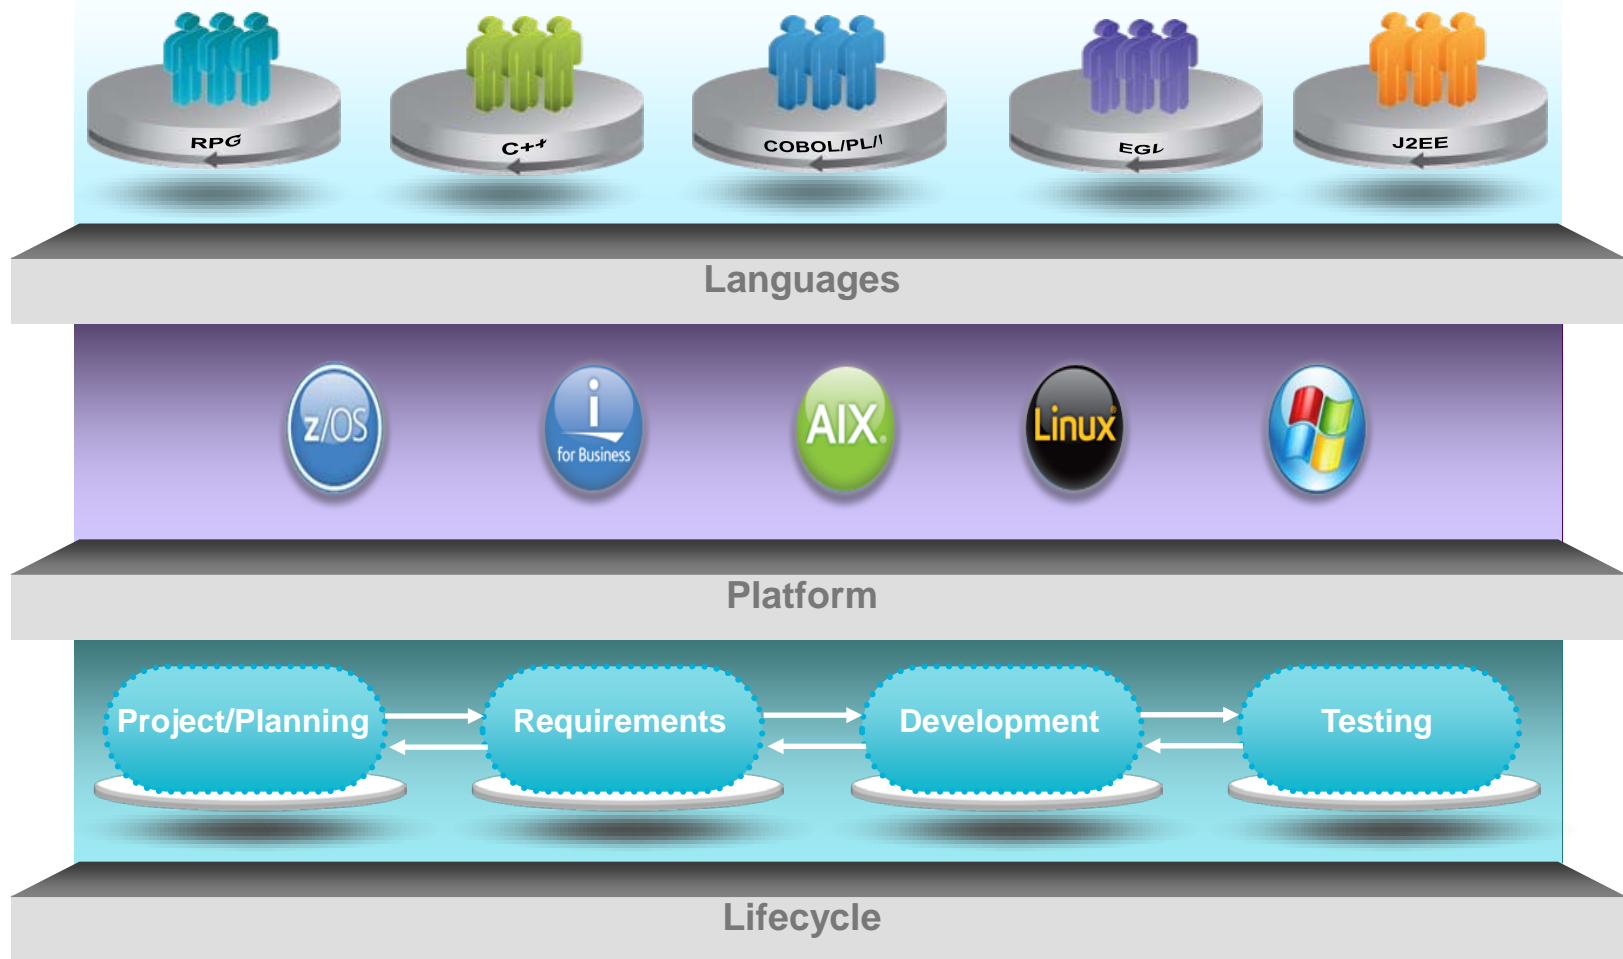 RPG
C++
COBOL/PL/I
EGL
J2EE
Languages
z/OS
i
for Business
AIX.
Linux
Platform
Project/Planning
Requirements
Development
Testing
Lifecycle